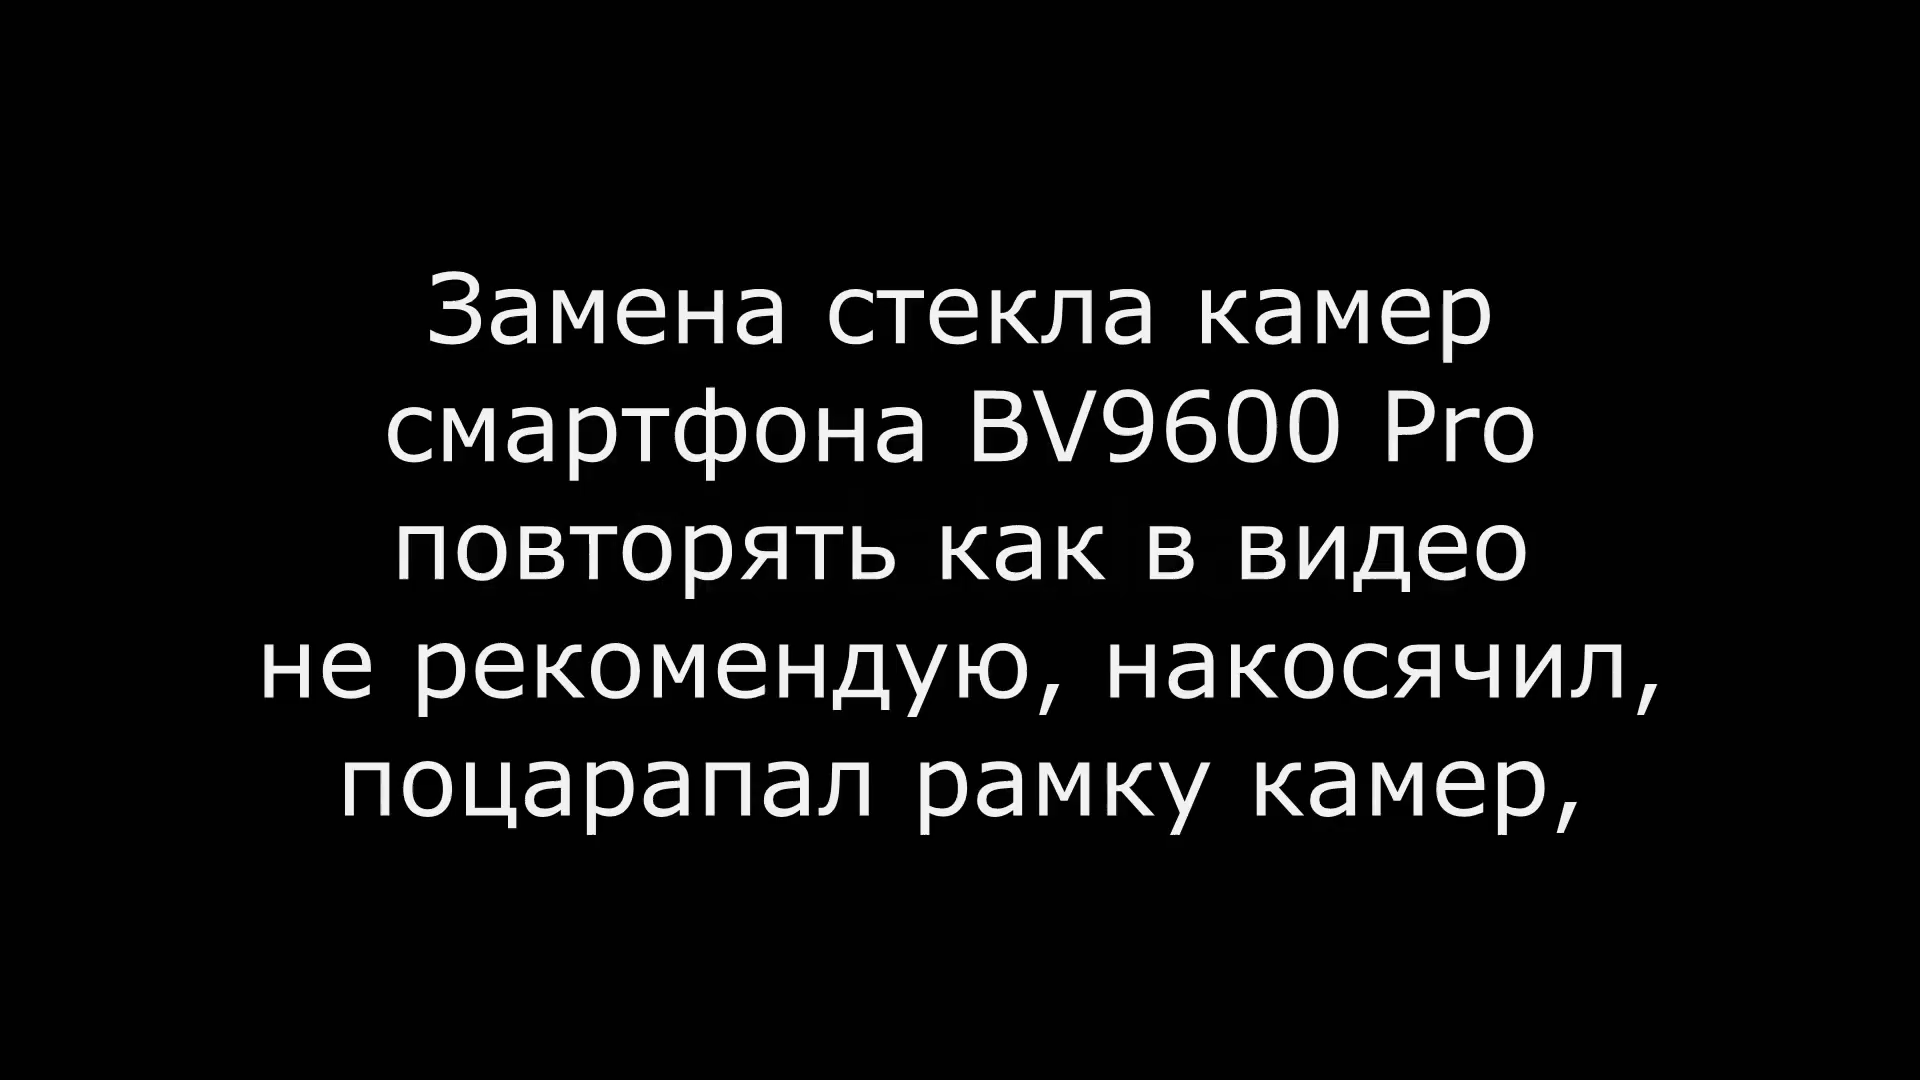 Замена стекла камер
смартфона BV9600 Pro
повторять как в видео
не рекомендую, накосячил,
поцарапал рамку камер,